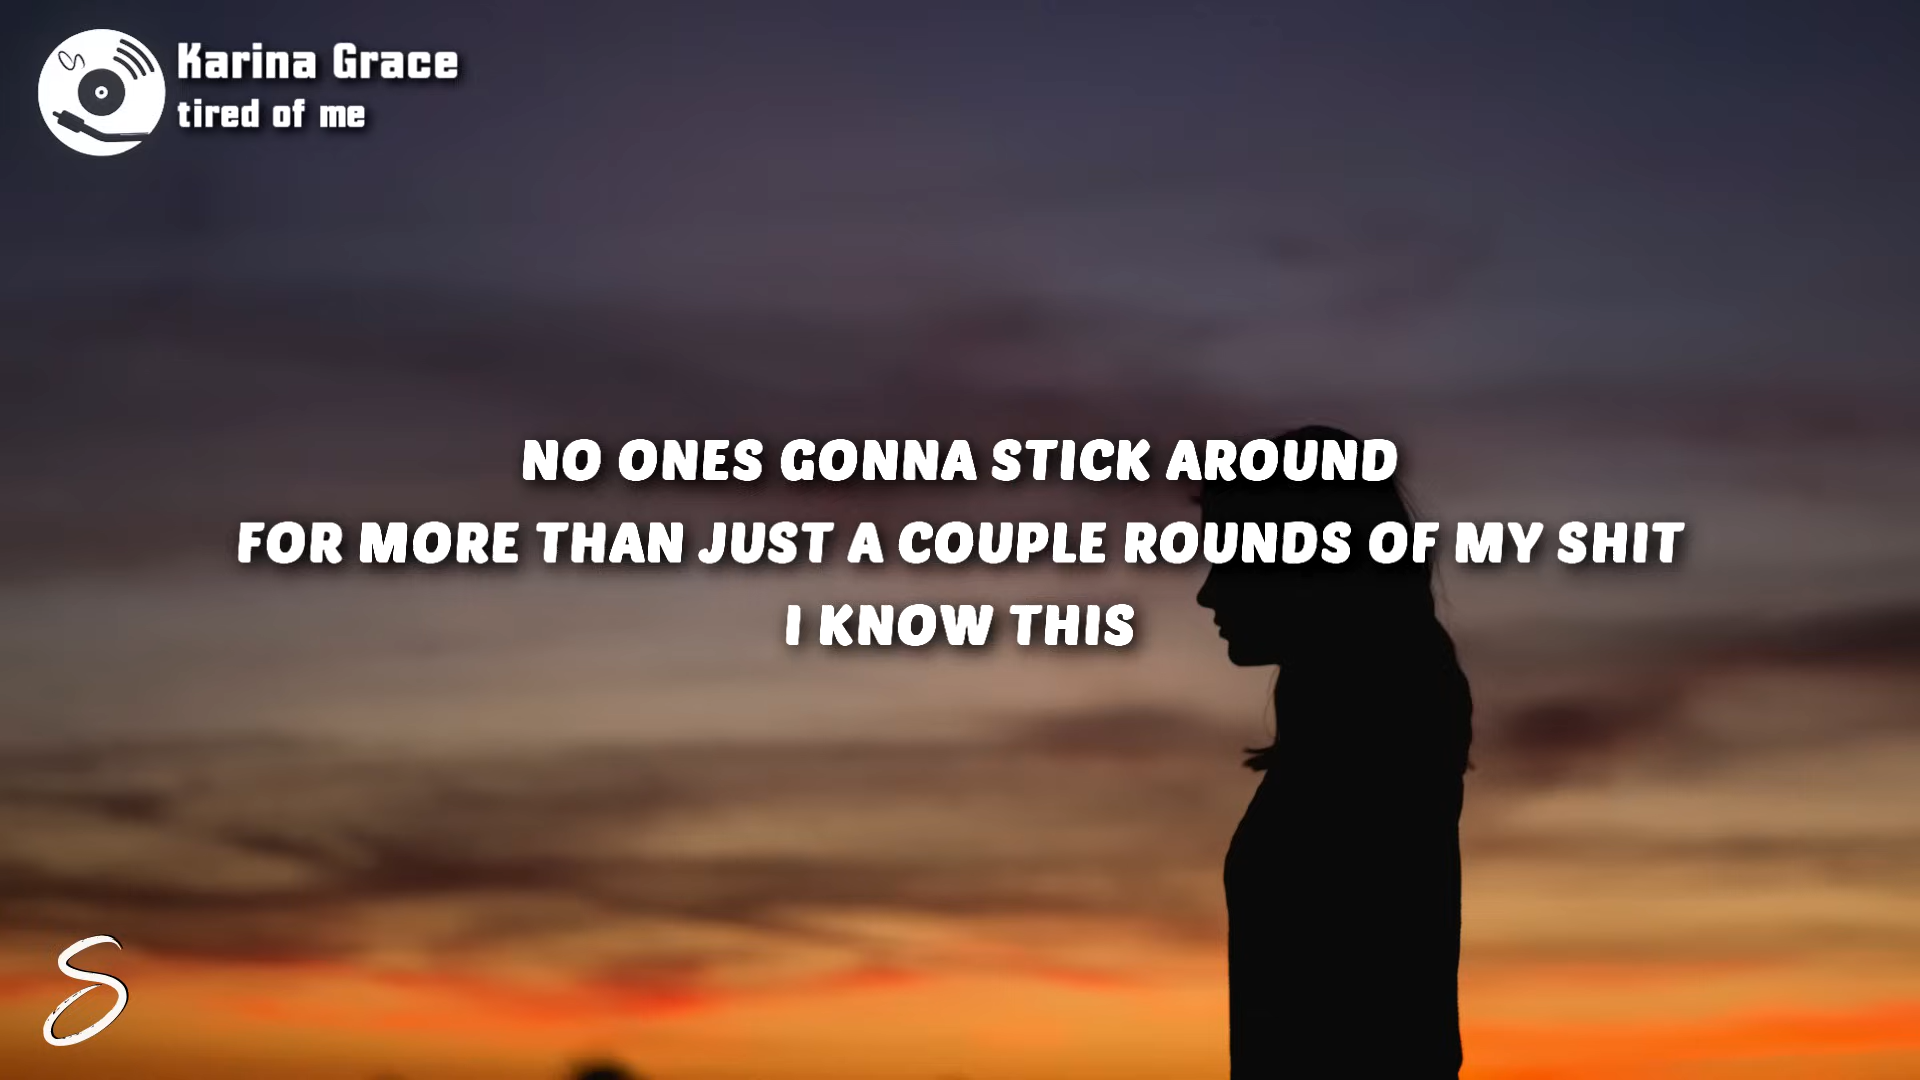 Karina Grace
tired of me
NO ONES GONNA STICK AROUND
FOR MORE THAN JUST A COUPLE ROUNDS OF MY SHIT
I KNOW THIS
S